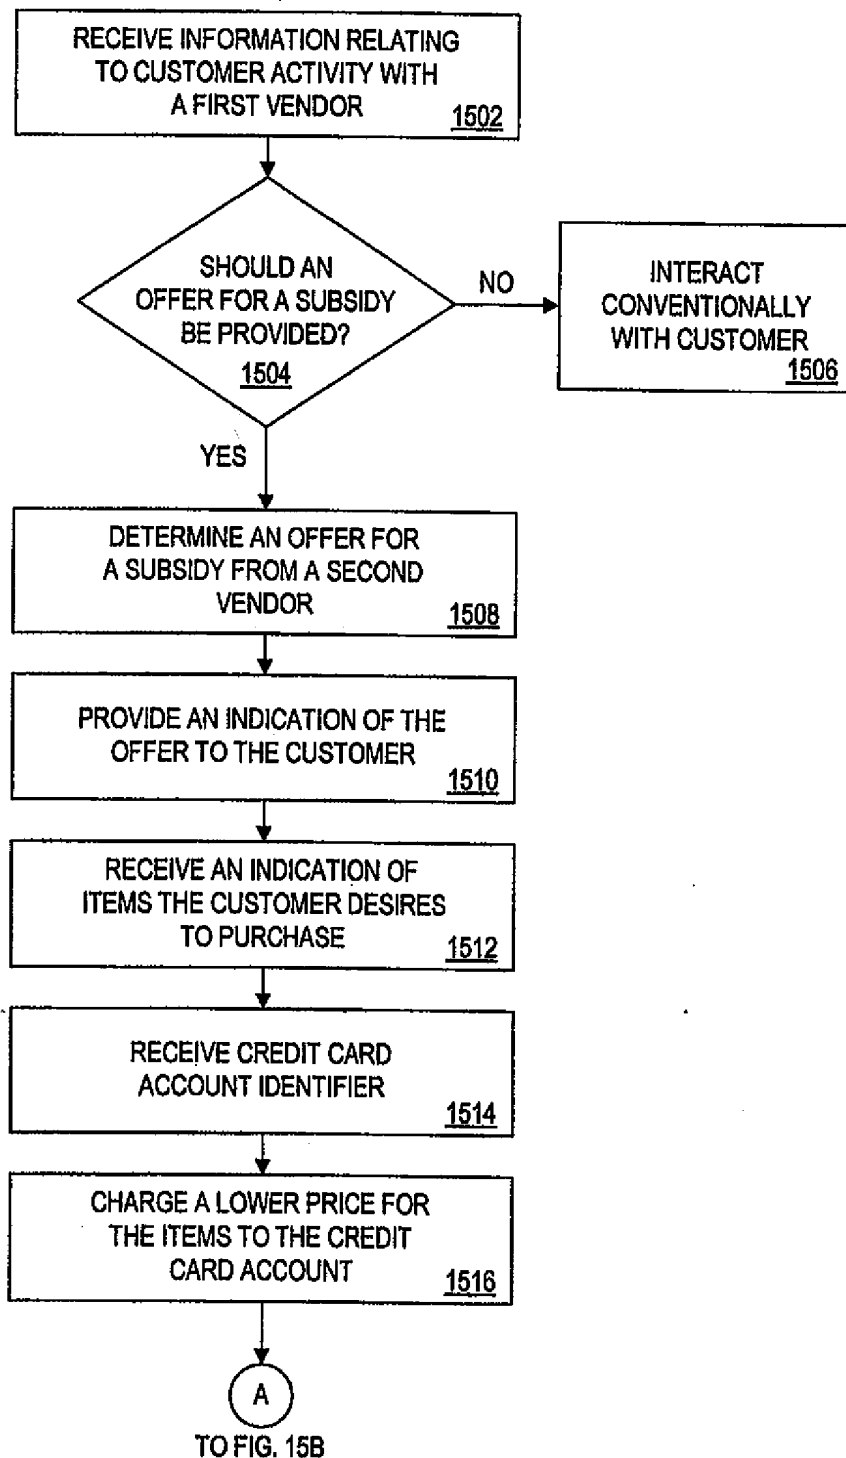 RECEIVE INFORMATION RELATING
TO CUSTOMER ACTIVITY WITH
A FIRST VENDOR
1502
SHOULD AN
OFFER FOR A SUBSIDY
BE PROVIDED?
1504
NO
INTERACT
CONVENTIONALLY
WITH CUSTOMER
1506
YES
DETERMINE AN OFFER FOR
A SUBSIDY FROM A SECOND
VENDOR
1508
PROVIDE AN INDICATION OF THE
OFFER TO THE CUSTOMER
1510
RECEIVE AN INDICATION OF
ITEMS THE CUSTOMER DESIRES
TO PURCHASE
1512
RECEIVE CREDIT CARD
ACCOUNT IDENTIFIER
1514
CHARGE A LOWER PRICE FOR
THE ITEMS TO THE CREDIT
CARD ACCOUNT
1516
A
TO FIG. 15B